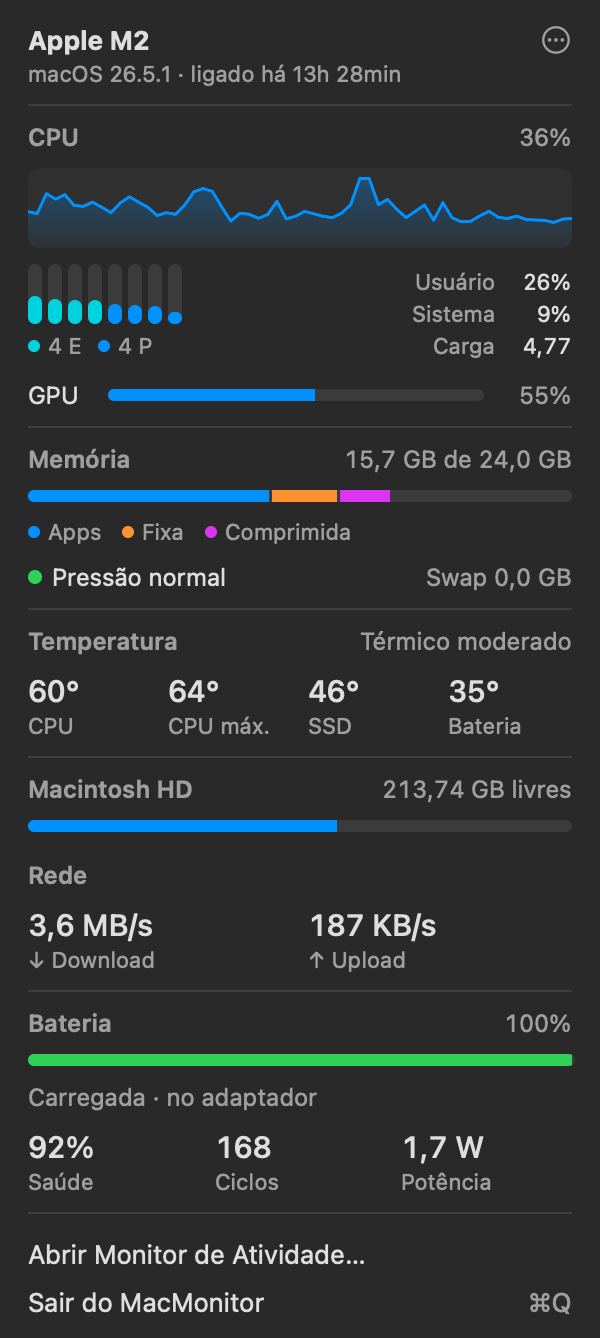 Apple M2
macOS 26.5.1 · ligado há 13h 28min
CPU 36%
Usuário 26%
Sistema 9%
4 E 4 P Carga 4,77
GPU 55%
Memória 15,7 GB de 24,0 GB
Apps Fixa Comprimida
Pressão normal Swap 0,0 GB
Temperatura Térmico moderado
60° 64° 46° 35°
CPU CPU máx. SSD Bateria
Macintosh HD 213,74 GB livres
Rede
3,6 MB/s 187 KB/s
↓ Download ↑ Upload
Bateria 100%
Carregada · no adaptador
92% 168 1,7 W
Saúde Ciclos Potência
Abrir Monitor de Atividade...
Sair do MacMonitor ⌘Q